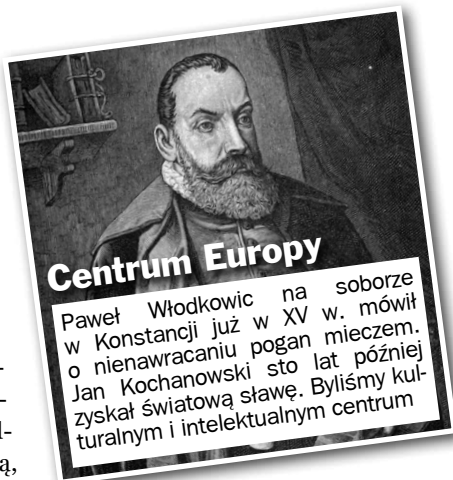 Centrum Europy
Paweł Włodkowic na soborze
w Konstancji już w XV w. mówił
o nienawracaniu pogan mieczem.
Jan Kochanowski sto lat później
zyskał światową sławę. Byliśmy kul-
turalnym i intelektualnym centrum
ą,